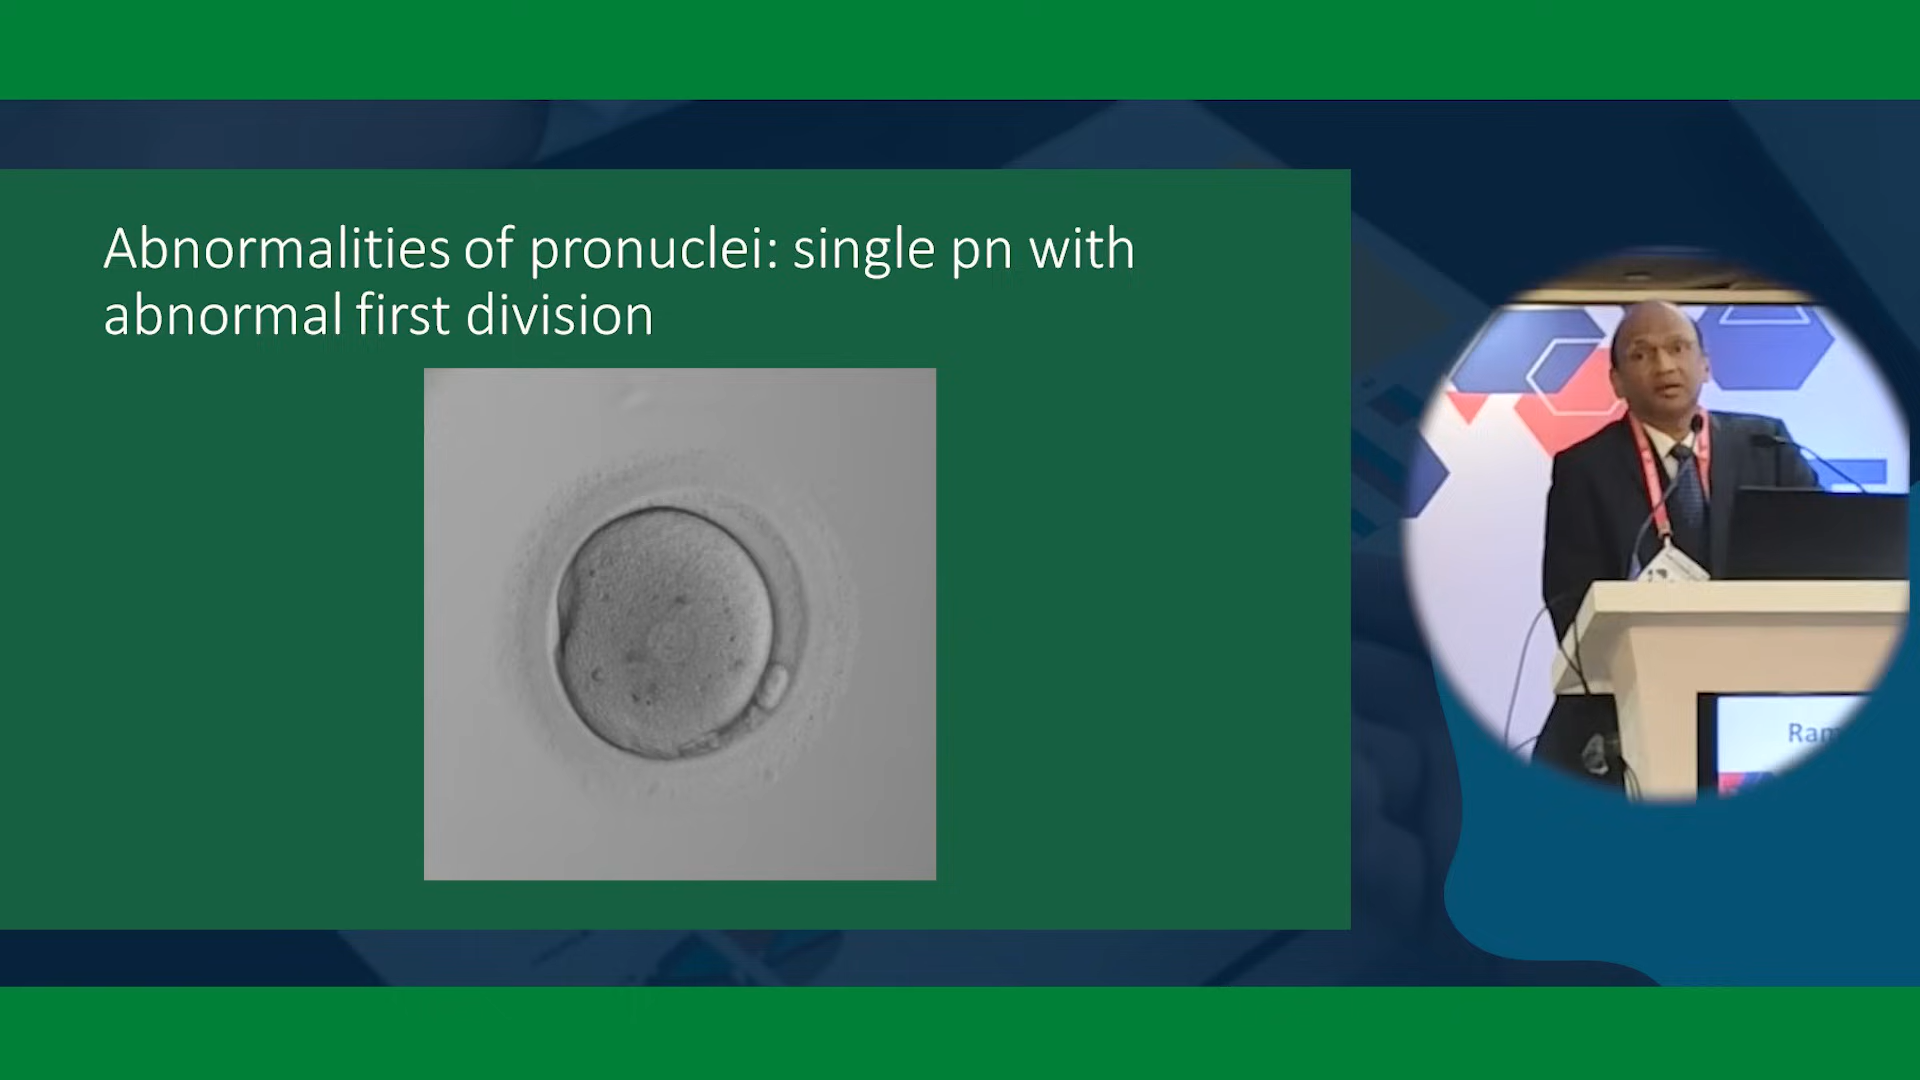 Abnormalities of pronuclei: single pn with
abnormal first division